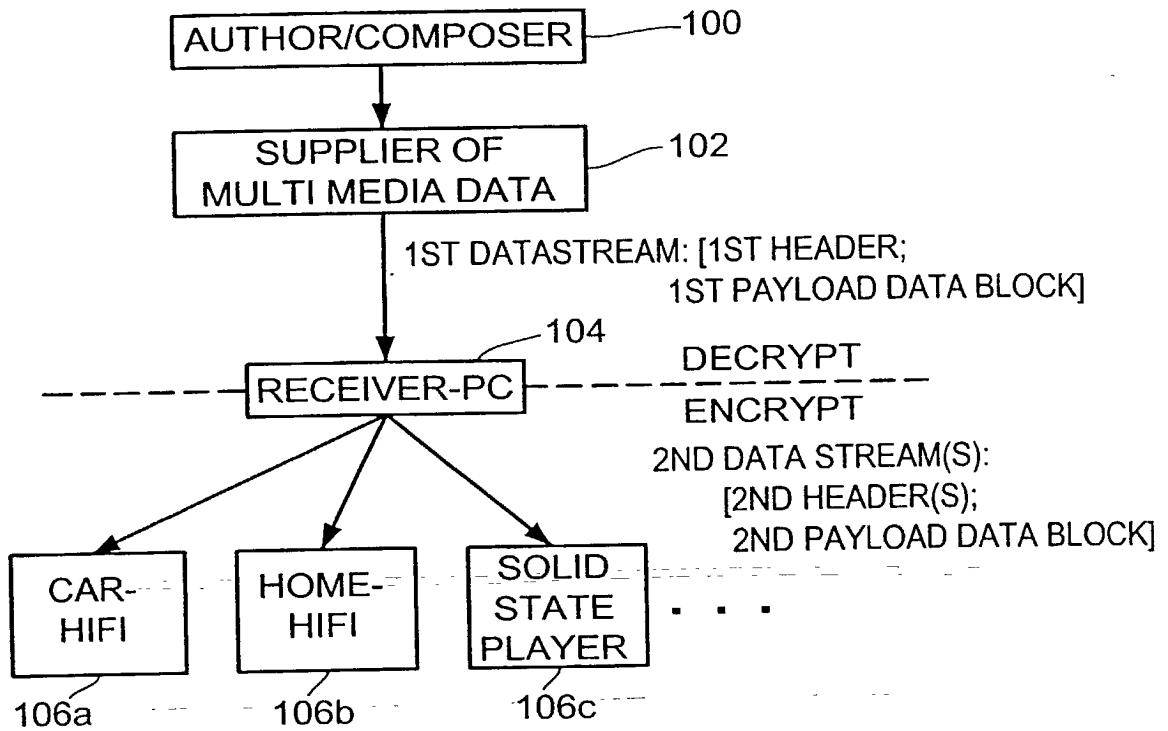 AUTHOR/COMPOSER
100
SUPPLIER OF
MULTI MEDIA DATA
102
1ST DATASTREAM: [1ST HEADER;
1ST PAYLOAD DATA BLOCK]
104
RECEIVER-PC
DECRYPT
ENCRYPT
2ND DATA STREAM(S):
[2ND HEADER(S);
2ND PAYLOAD DATA BLOCK]
CAR-
HIFI
HOME-
HIFI
SOLID
STATE
PLAYER
. . .
106a
106b
106c